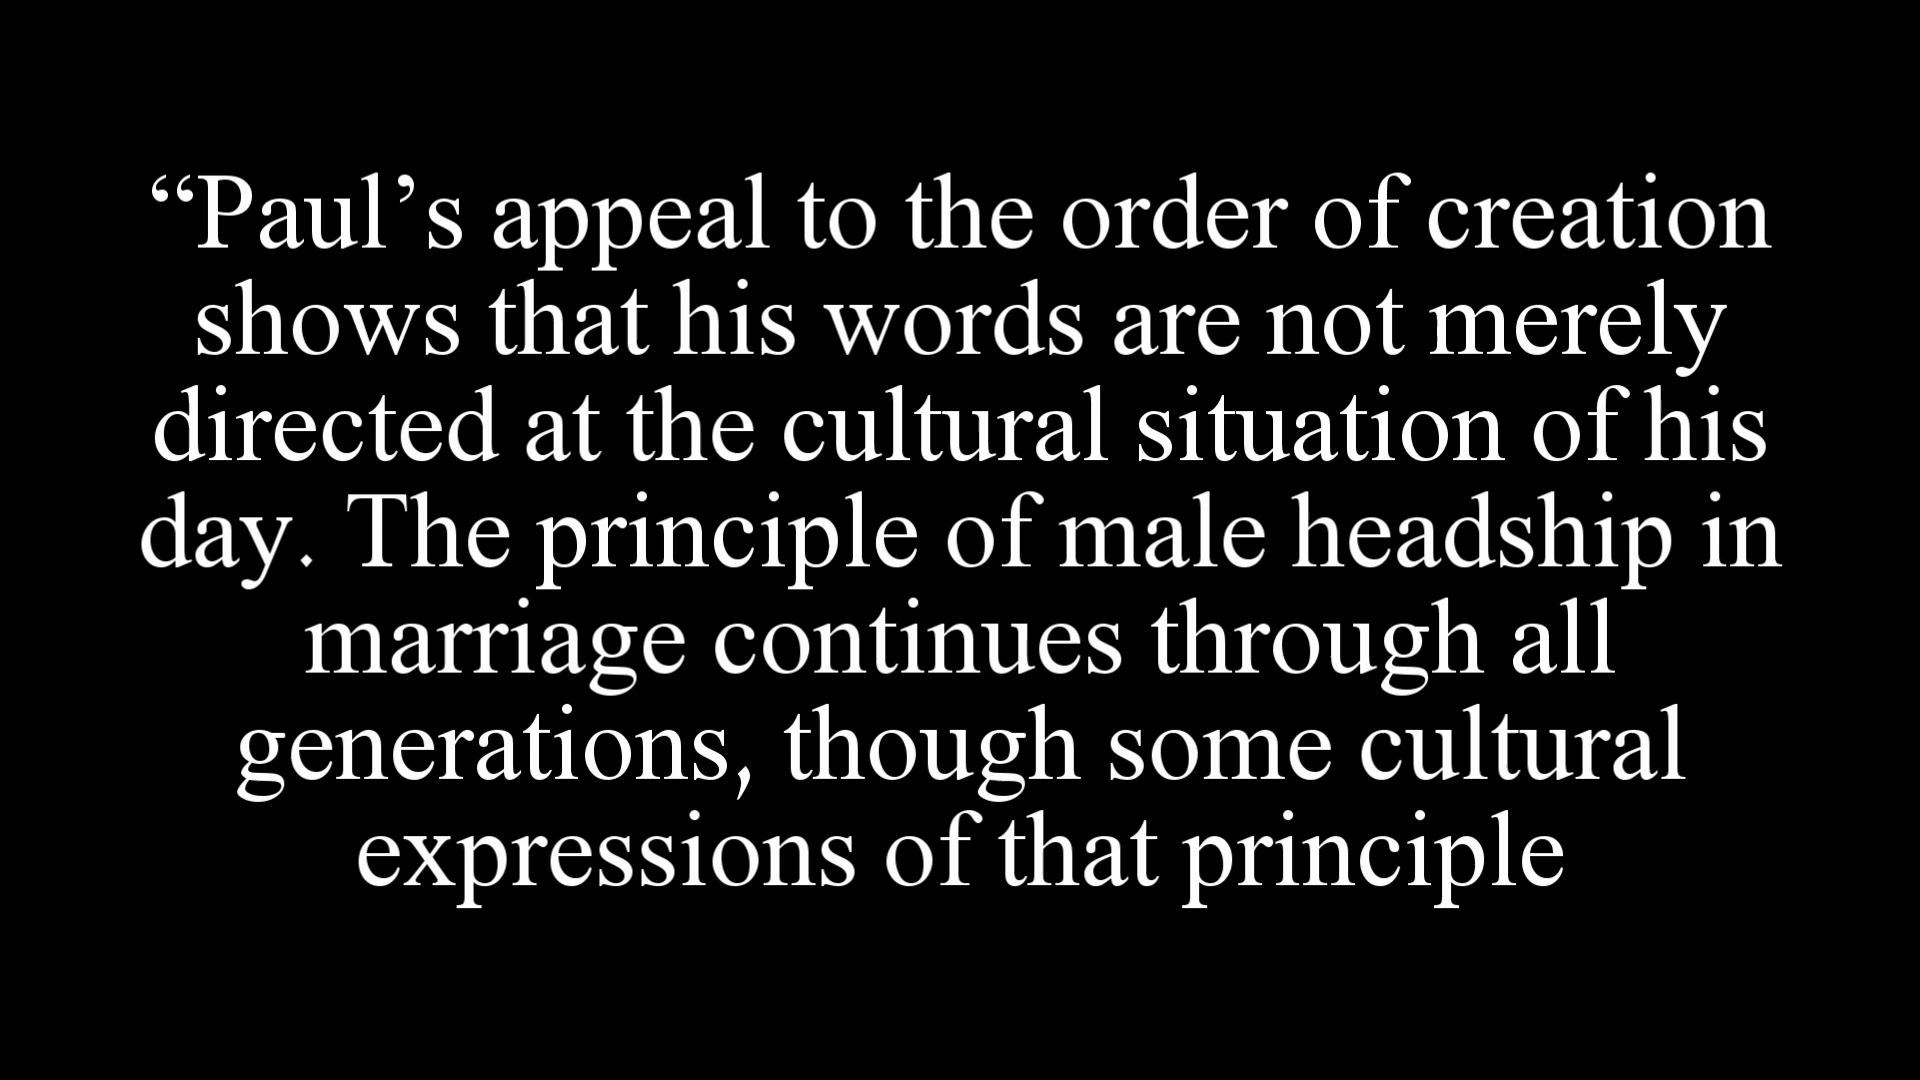 “Paul’s appeal to the order of creation
shows that his words are not merely
directed at the cultural situation of his
day. The principle of male headship in
marriage continues through all
generations, though some cultural
expressions of that principle